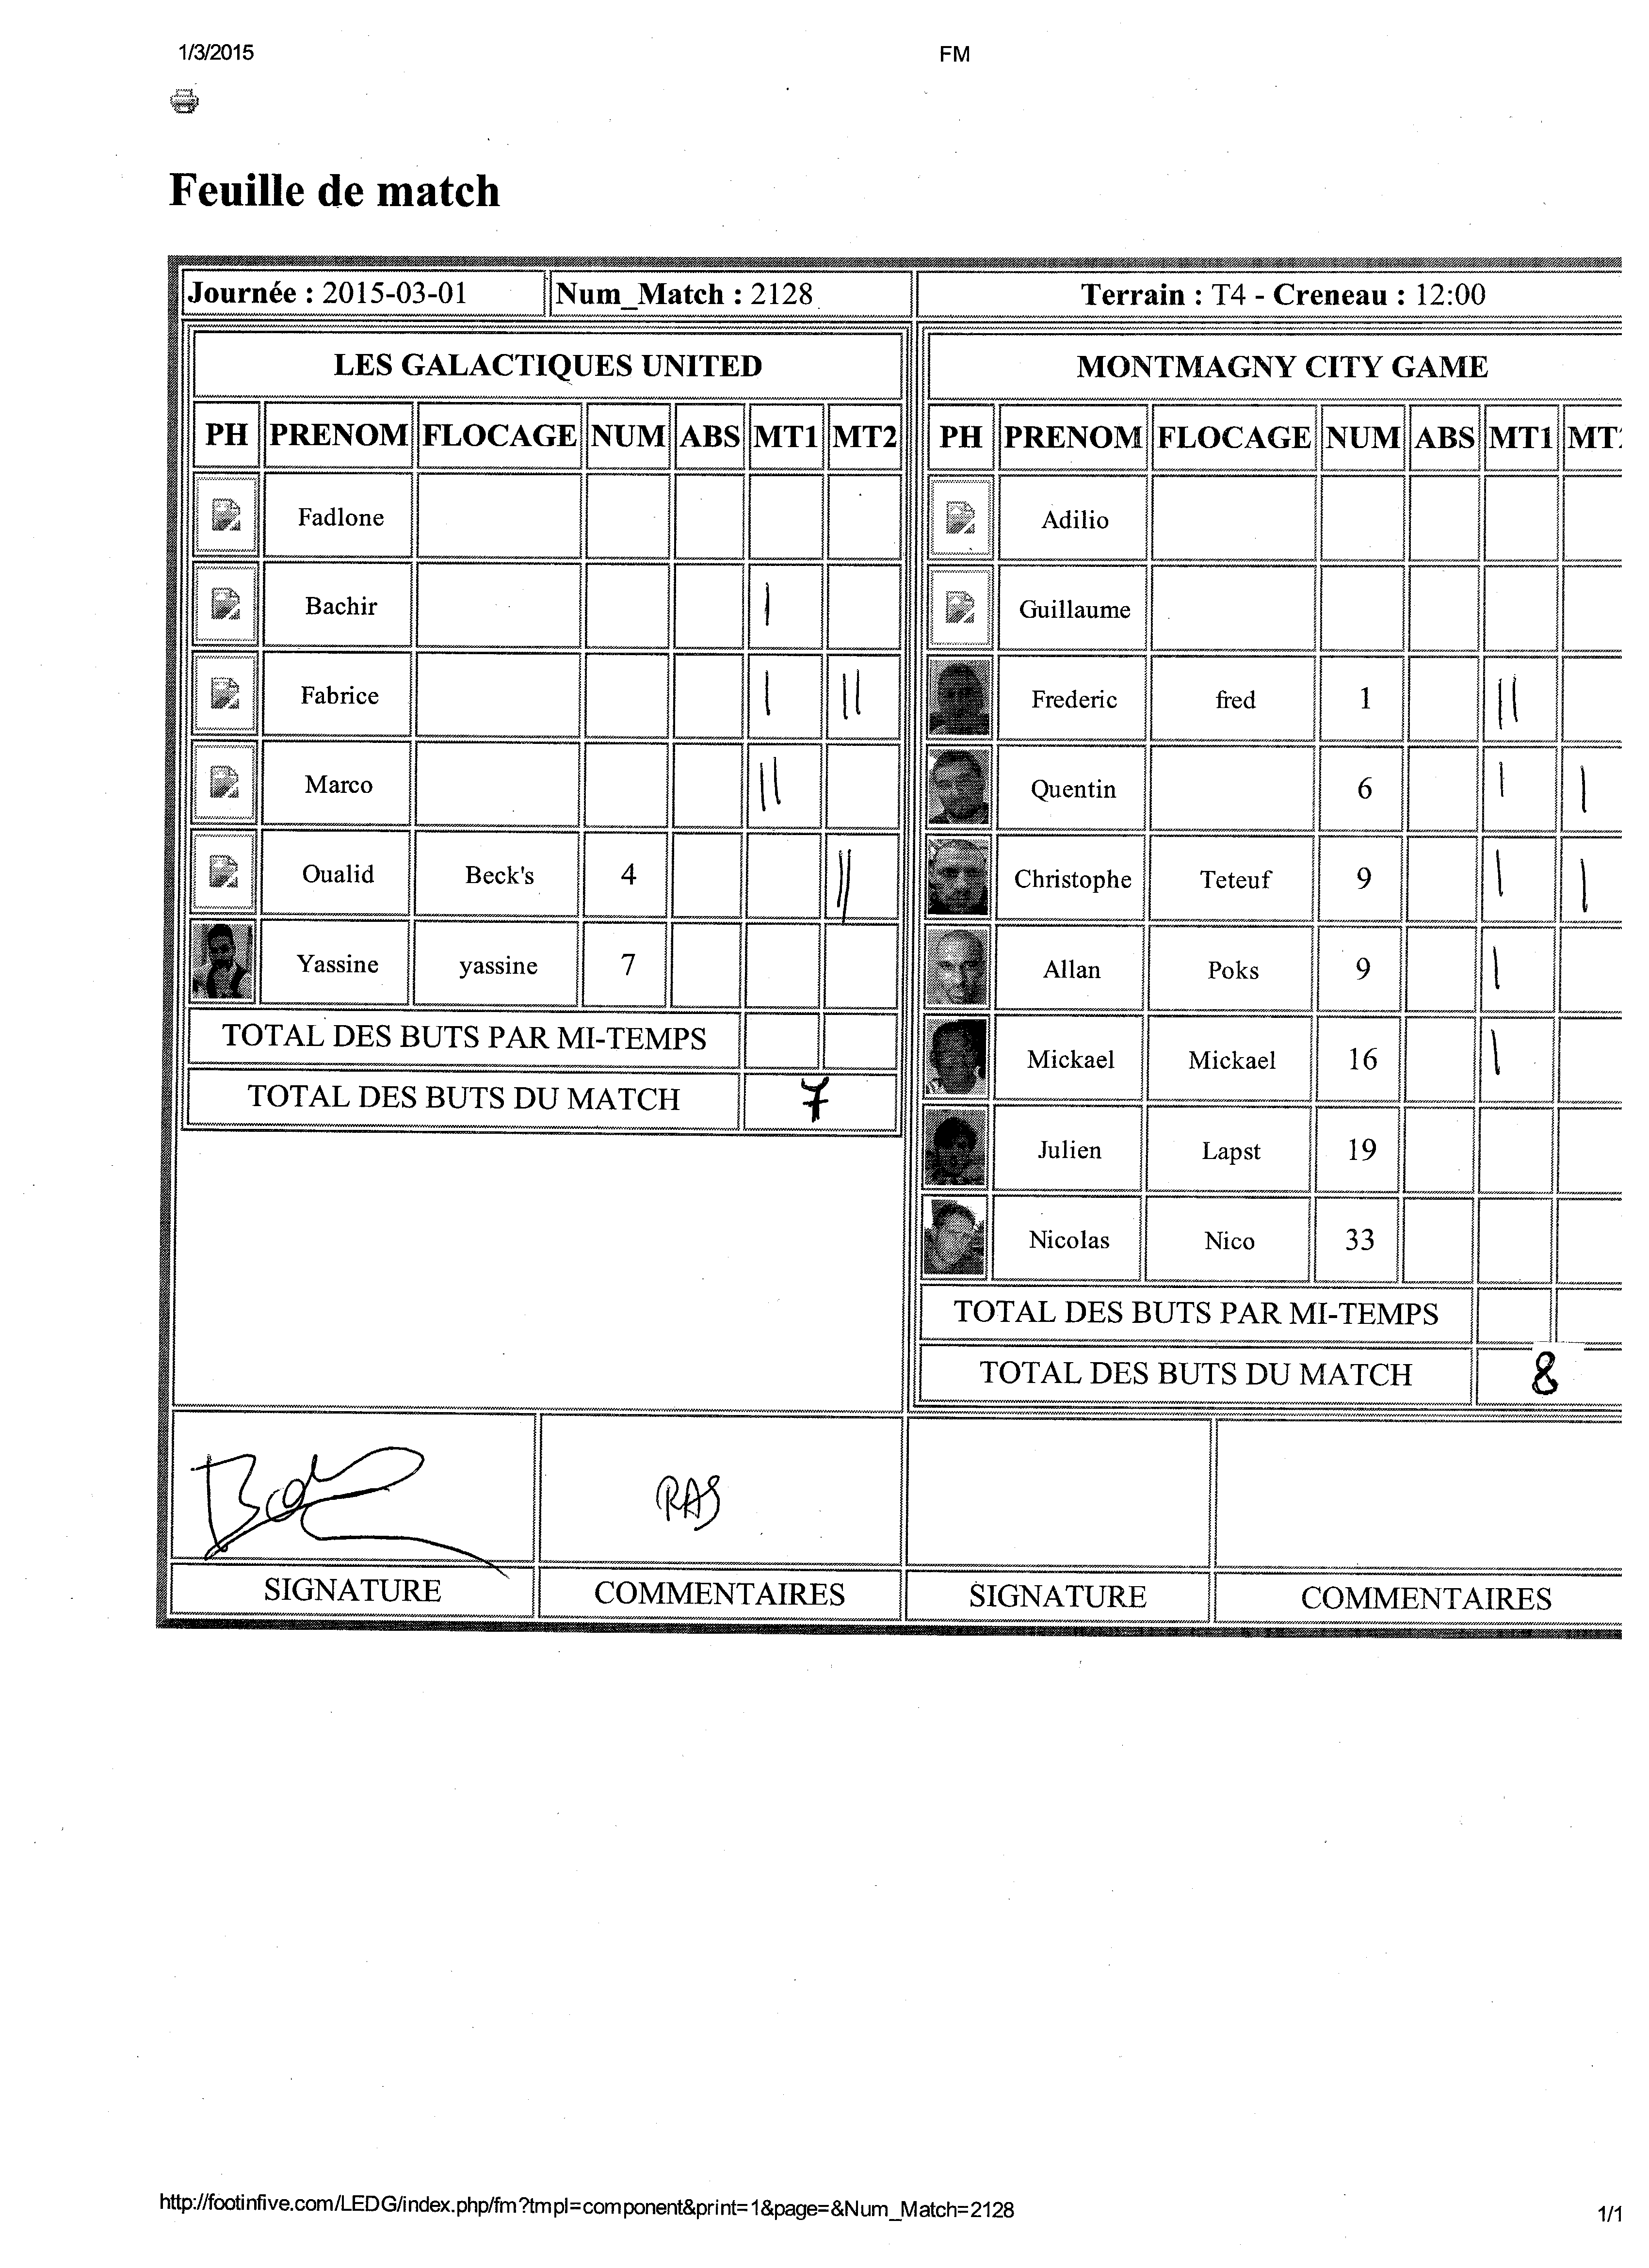 1/3/2015 FM
Feuille de match
Journée : 2015-03-01 Num_Match : 2128 Terrain : T4 - Creneau : 12:00
LES GALACTIQUES UNITED
PH PRENOM FLOCAGE NUM ABS MT1 MT2
Fadlone
Bachir |
Fabrice | ||
Marco ||
Oualid Beck's 4 ||
Yassine yassine 7
TOTAL DES BUTS PAR MI-TEMPS
TOTAL DES BUTS DU MATCH 7
MONTMAGNY CITY GAME
PH PRENOM FLOCAGE NUM ABS MT1 MT
Adilio
Guillaume
Frederic fred 1 ||
Quentin 6 | |
Christophe Teteuf 9 | |
Allan Poks 9 |
Mickael Mickael 16 |
Julien Lapst 19
Nicolas Nico 33
TOTAL DES BUTS PAR MI-TEMPS
TOTAL DES BUTS DU MATCH 8
RAS
SIGNATURE COMMENTAIRES SIGNATURE COMMENTAIRES
http://footinfive.com/LEDG/index.php/fm?tmpl=component&print=1&page=&Num_Match=2128 1/1